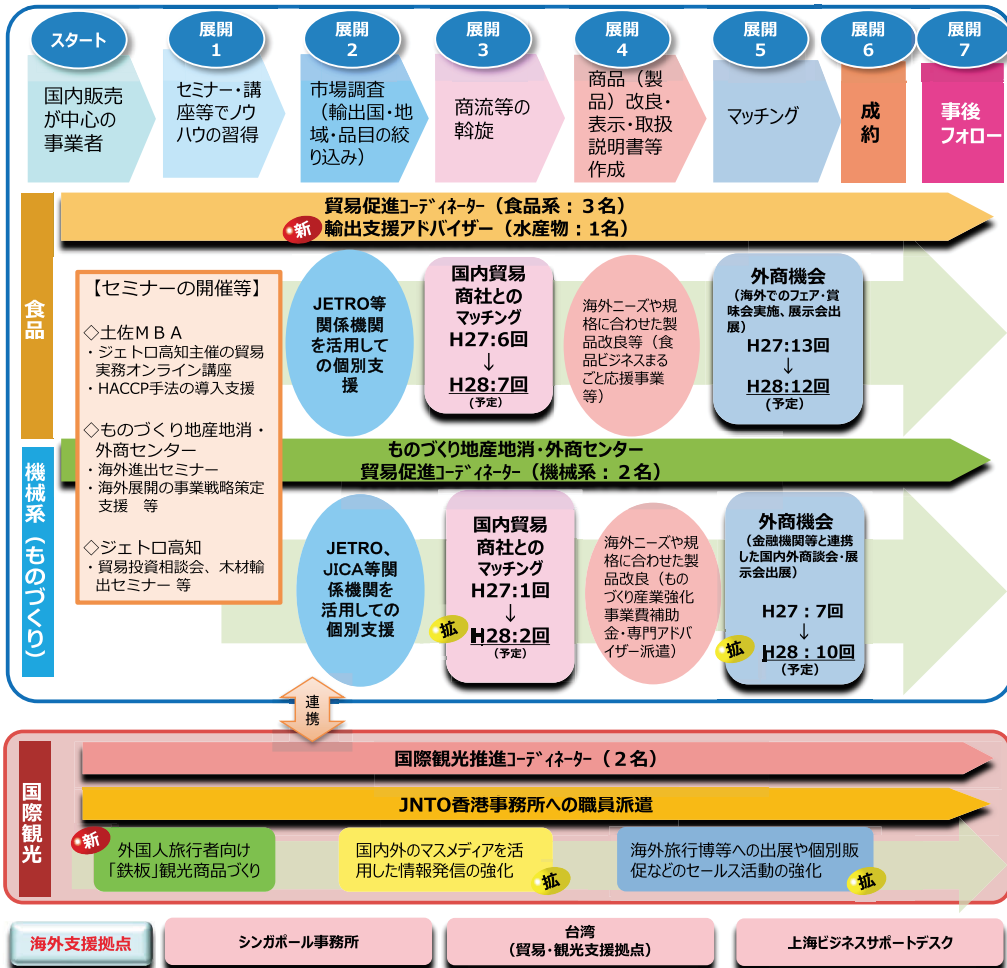 スタート
展開
1
展開
2
展開
3
展開
4
展開
5
展開
6
展開
7
国内販売
が中心の
事業者
セミナー・講
座等でノウ
ハウの習得
市場調査
（輸出国・地
域・品目の絞
り込み）
商流等の
斡旋
商品（製
品）改良・
表示・取扱
説明書等
作成
マッチング
成
約
事後
フォロー
食品
貿易促進ｺｰﾃﾞｨﾈｰﾀｰ（食品系：３名）
新
輸出支援アドバイザー（水産物：1名）
【セミナーの開催等】
◇土佐ＭＢＡ
・ジェトロ高知主催の貿易
実務オンライン講座
・HACCP手法の導入支援
◇ものづくり地産地消・
外商センター
・海外進出セミナー
・海外展開の事業戦略策定
支援　等
◇ジェトロ高知
・貿易投資相談会、木材輸
出セミナー 等
JETRO等
関係機関
を活用して
の個別支
援
国内貿易
商社との
マッチング
H27:6回
↓
H28:7回
(予定)
海外ニーズや規
格に合わせた製
品改良等（食
品ビジネスまる
ごと応援事業
等）
外商機会
(海外でのフェア・賞
味会実施、展示会出
展）
H27:13回
↓
H28:12回
(予定)
機械系（ものづくり）
ものづくり地産地消・外商センター
貿易促進ｺｰﾃﾞｨﾈｰﾀｰ（機械系：２名）
JETRO、
JICA等関
係機関を
活用しての
個別支援
国内貿易
商社との
マッチング
H27:1回
↓
拡
H28:2回
(予定)
海外ニーズや規
格に合わせた製
品改良（もの
づくり産業強化
事業費補助
金・専門アドバ
イザー派遣）
外商機会
(金融機関等と連携
した国内外商談会・展
示会出展）
H27：7回
↓
拡
H28：10回
(予定)
連
携
国際観光
国際観光推進ｺｰﾃﾞｨﾈｰﾀｰ（２名）
JNTO香港事務所への職員派遣
新
外国人旅行者向け
「鉄板」観光商品づくり
国内外のマスメディアを活
用した情報発信の強化
拡
海外旅行博等への出展や個別販
促などのセールス活動の強化
拡
海外支援拠点
シンガポール事務所
台湾
（貿易・観光支援拠点）
上海ビジネスサポートデスク